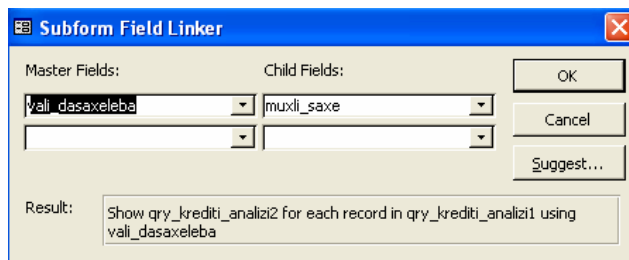 Subform Field Linker
Master Fields: Child Fields:
OK
vali_dasaxeleba muxli_saxe
Cancel
Suggest...
Result: Show qry_krediti_analizi2 for each record in qry_krediti_analizi1 using
vali_dasaxeleba